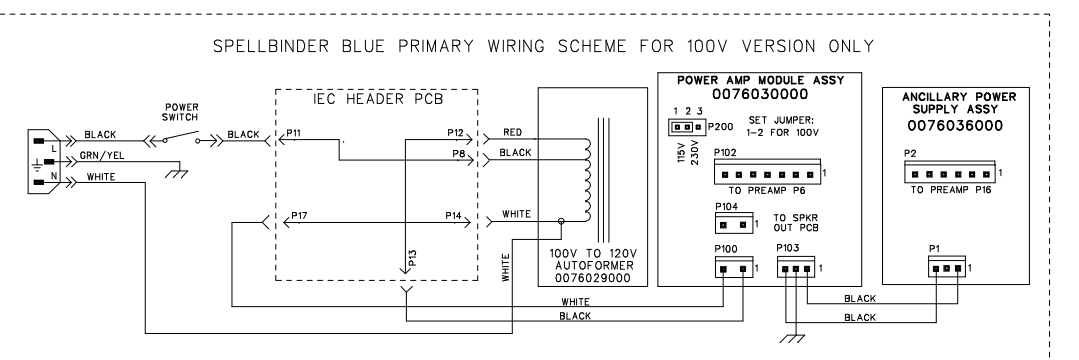 SPELLBINDER BLUE PRIMARY WIRING SCHEME FOR 100V VERSION ONLY
IEC HEADER PCB
POWER AMP MODULE ASSY
0076030000
ANCILLARY POWER
SUPPLY ASSY
0076036000
POWER
SWITCH
1 2 3
P200
SET JUMPER:
1-2 FOR 100V
115V
230V
L
BLACK
BLACK
P11
P12
RED
P8
BLACK
GRN/YEL
N
WHITE
P102
1
TO PREAMP P6
P2
1
TO PREAMP P16
P17
P14
WHITE
P104
1
TO SPKR
OUT PCB
P13
WHITE
100V TO 120V
AUTOFORMER
0076029000
P100
1
P103
1
P1
1
WHITE
BLACK
BLACK
BLACK